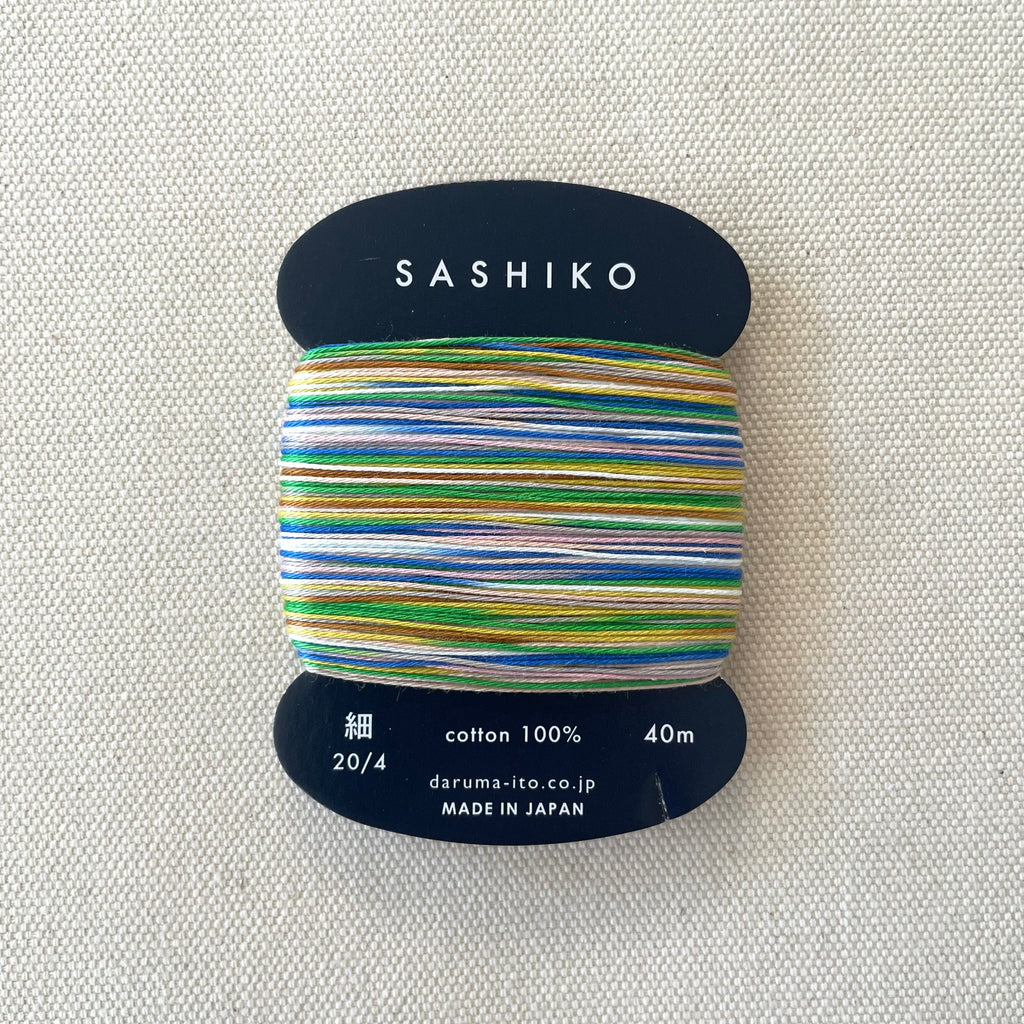 SASHIKO
細 cotton 100% 40m
20/4
daruma-ito.co.jp
MADE IN JAPAN